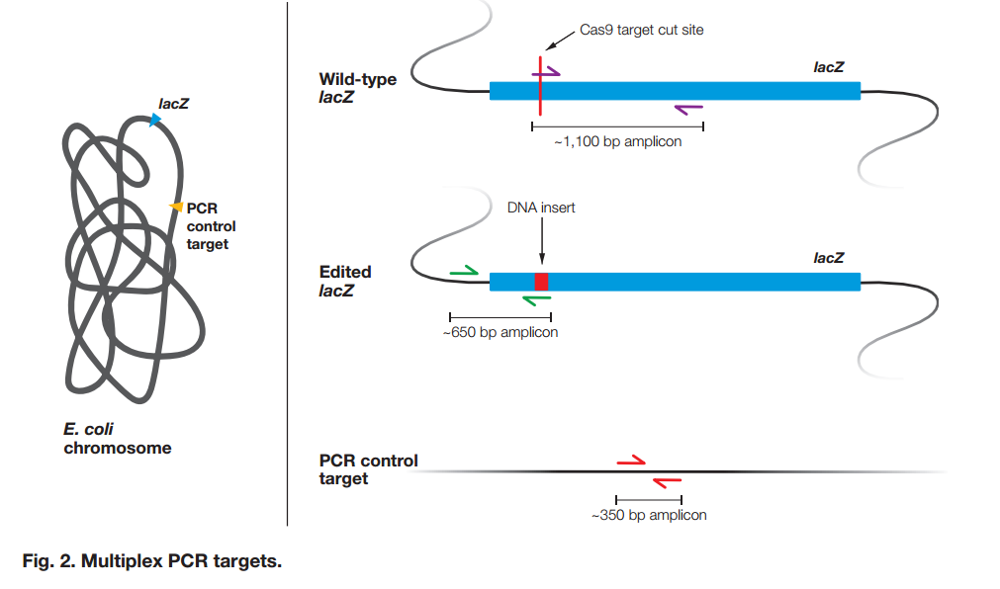 lacZ
PCR
control
target
E. coli
chromosome
Cas9 target cut site
Wild-type
lacZ
lacZ
~1,100 bp amplicon
DNA insert
Edited
lacZ
lacZ
~650 bp amplicon
PCR control
target
~350 bp amplicon
Fig. 2. Multiplex PCR targets.